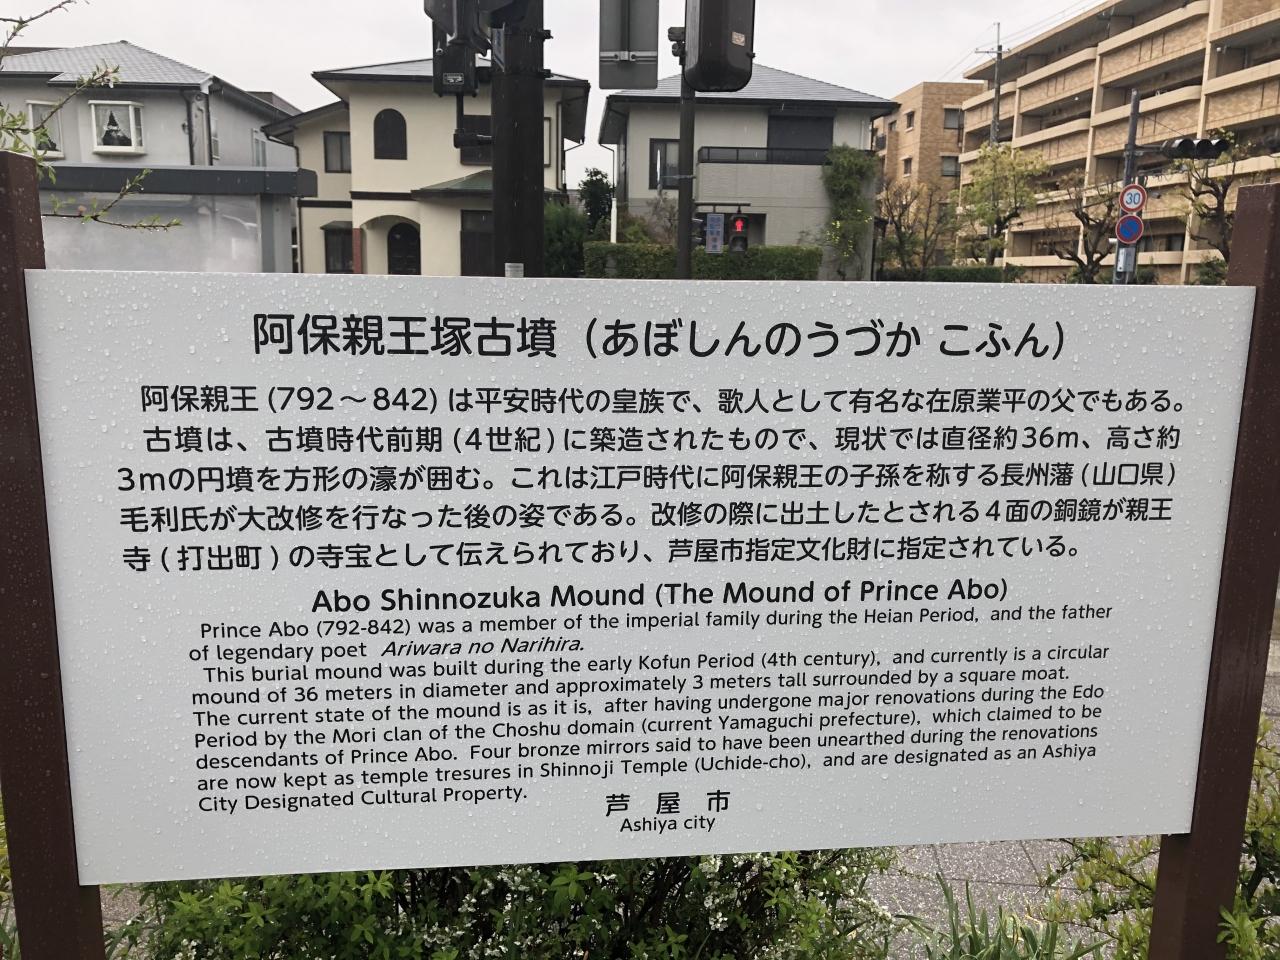 30
阿保親王塚古墳（あぼしんのうづか こふん）
阿保親王（792～842）は平安時代の皇族で、歌人として有名な在原業平の父でもある。
古墳は、古墳時代前期（4世紀）に築造されたもので、現状では直径約36m、高さ約
3mの円墳を方形の濠が囲む。これは江戸時代に阿保親王の子孫を称する長州藩（山口県）
毛利氏が大改修を行なった後の姿である。改修の際に出土したとされる4面の銅鏡が親王
寺（打出町）の寺宝として伝えられており、芦屋市指定文化財に指定されている。
Abo Shinnozuka Mound (The Mound of Prince Abo)
Prince Abo (792-842) was a member of the imperial family during the Heian Period, and the father
of legendary poet Ariwara no Narihira.
This burial mound was built during the early Kofun Period (4th century), and currently is a circular
mound of 36 meters in diameter and approximately 3 meters tall surrounded by a square moat.
The current state of the mound is as it is, after having undergone major renovations during the Edo
Period by the Mori clan of the Choshu domain (current Yamaguchi prefecture), which claimed to be
descendants of Prince Abo. Four bronze mirrors said to have been unearthed during the renovations
are now kept as temple tresures in Shinnoji Temple (Uchide-cho), and are designated as an Ashiya
City Designated Cultural Property.
芦屋市
Ashiya city